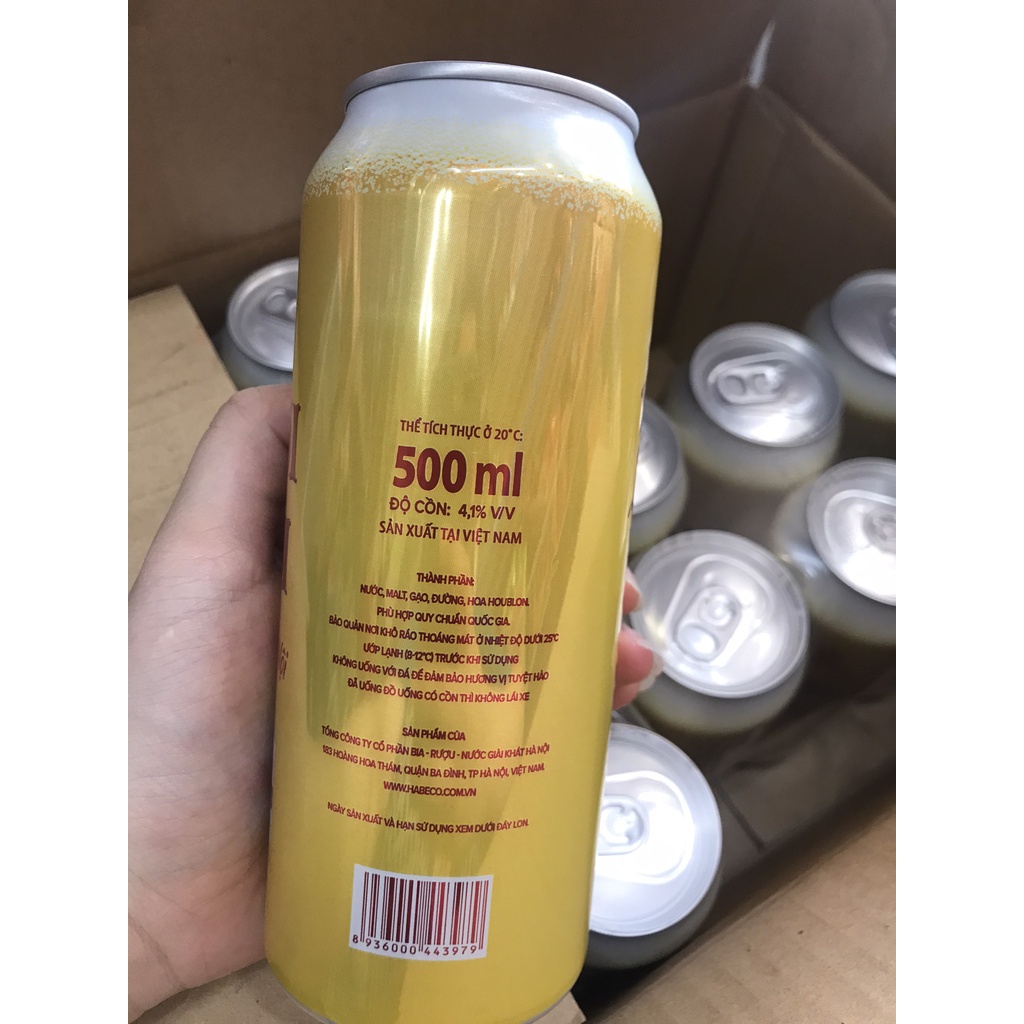 THỂ TÍCH THỰC Ở 20°C:
500 ml
ĐỘ CỒN: 4,1% V/V
SẢN XUẤT TẠI VIỆT NAM
THÀNH PHẦN:
NƯỚC, MALT, GẠO, ĐƯỜNG, HOA HOUBLON.
PHÙ HỢP QUY CHUẨN QUỐC GIA.
BẢO QUẢN NƠI KHÔ RÁO THOÁNG MÁT Ở NHIỆT ĐỘ DƯỚI 25°C
ƯỚP LẠNH (8-12°C) TRƯỚC KHI SỬ DỤNG
KHÔNG UỐNG VỚI ĐÁ ĐỂ ĐẢM BẢO HƯƠNG VỊ TUYỆT HẢO
ĐÃ UỐNG ĐỒ UỐNG CÓ CỒN THÌ KHÔNG LÁI XE
SẢN PHẨM CỦA
TỔNG CÔNG TY CỔ PHẦN BIA - RƯỢU - NƯỚC GIẢI KHÁT HÀ NỘI
183 HOÀNG HOA THÁM, QUẬN BA ĐÌNH, TP HÀ NỘI, VIỆT NAM.
WWW.HABECO.COM.VN
NGÀY SẢN XUẤT VÀ HẠN SỬ DỤNG XEM DƯỚI ĐÁY LON.
8 936000 443979